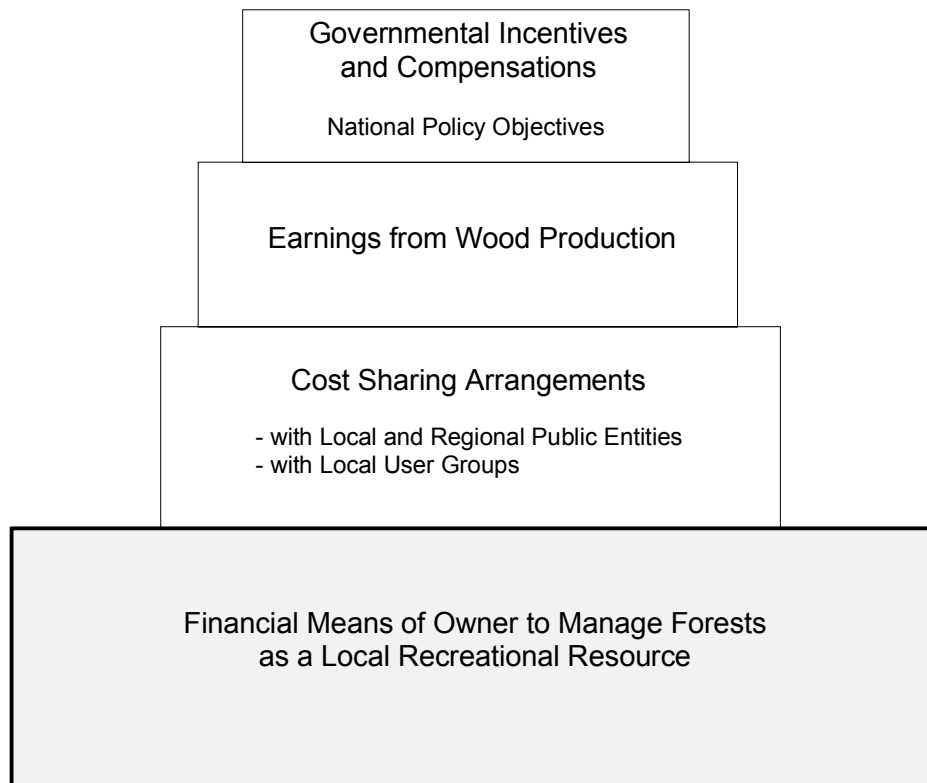 Governmental Incentives
and Compensations
National Policy Objectives
Earnings from Wood Production
Cost Sharing Arrangements
- with Local and Regional Public Entities
- with Local User Groups
Financial Means of Owner to Manage Forests
as a Local Recreational Resource